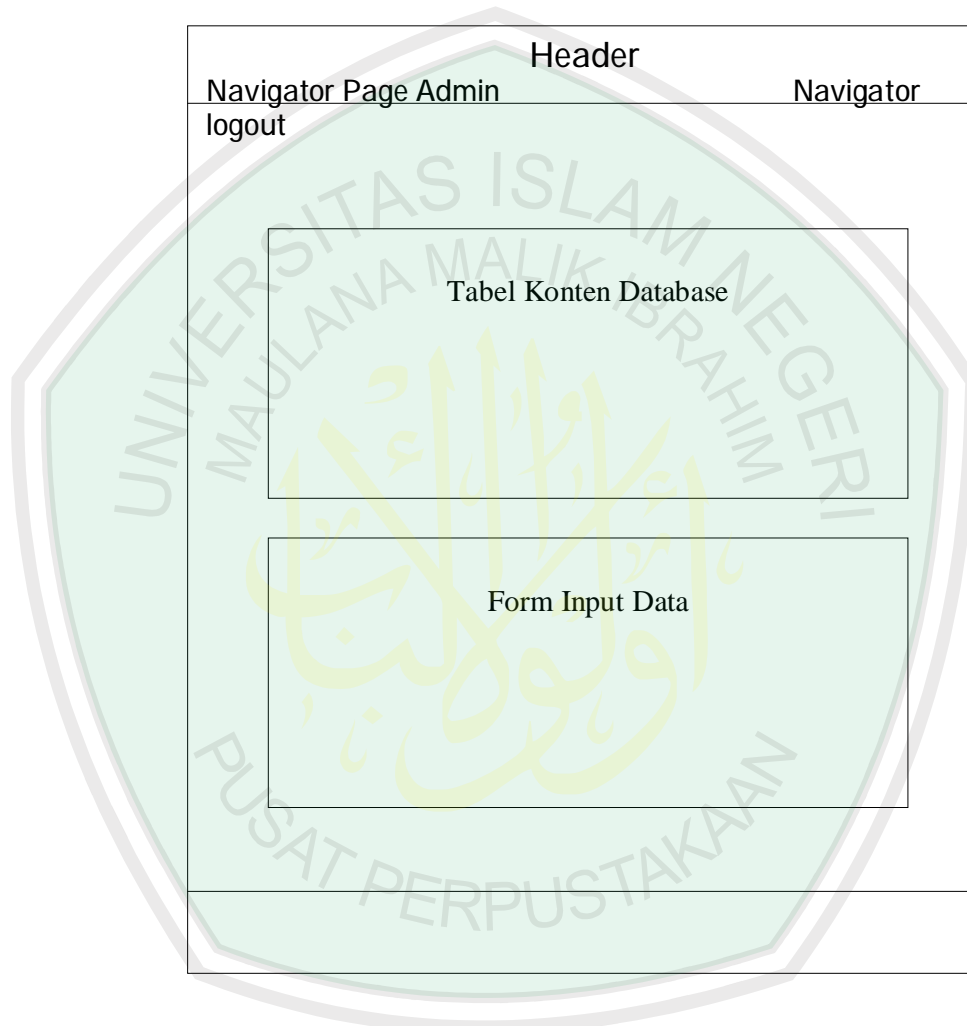 Header
Navigator Page Admin Navigator
logout
UNIVERSITAS ISLAM NEGERI
MAULANA MALIK IBRAHIM
Tabel Konten Database
Form Input Data
PUSAT PERPUSTAKAAN